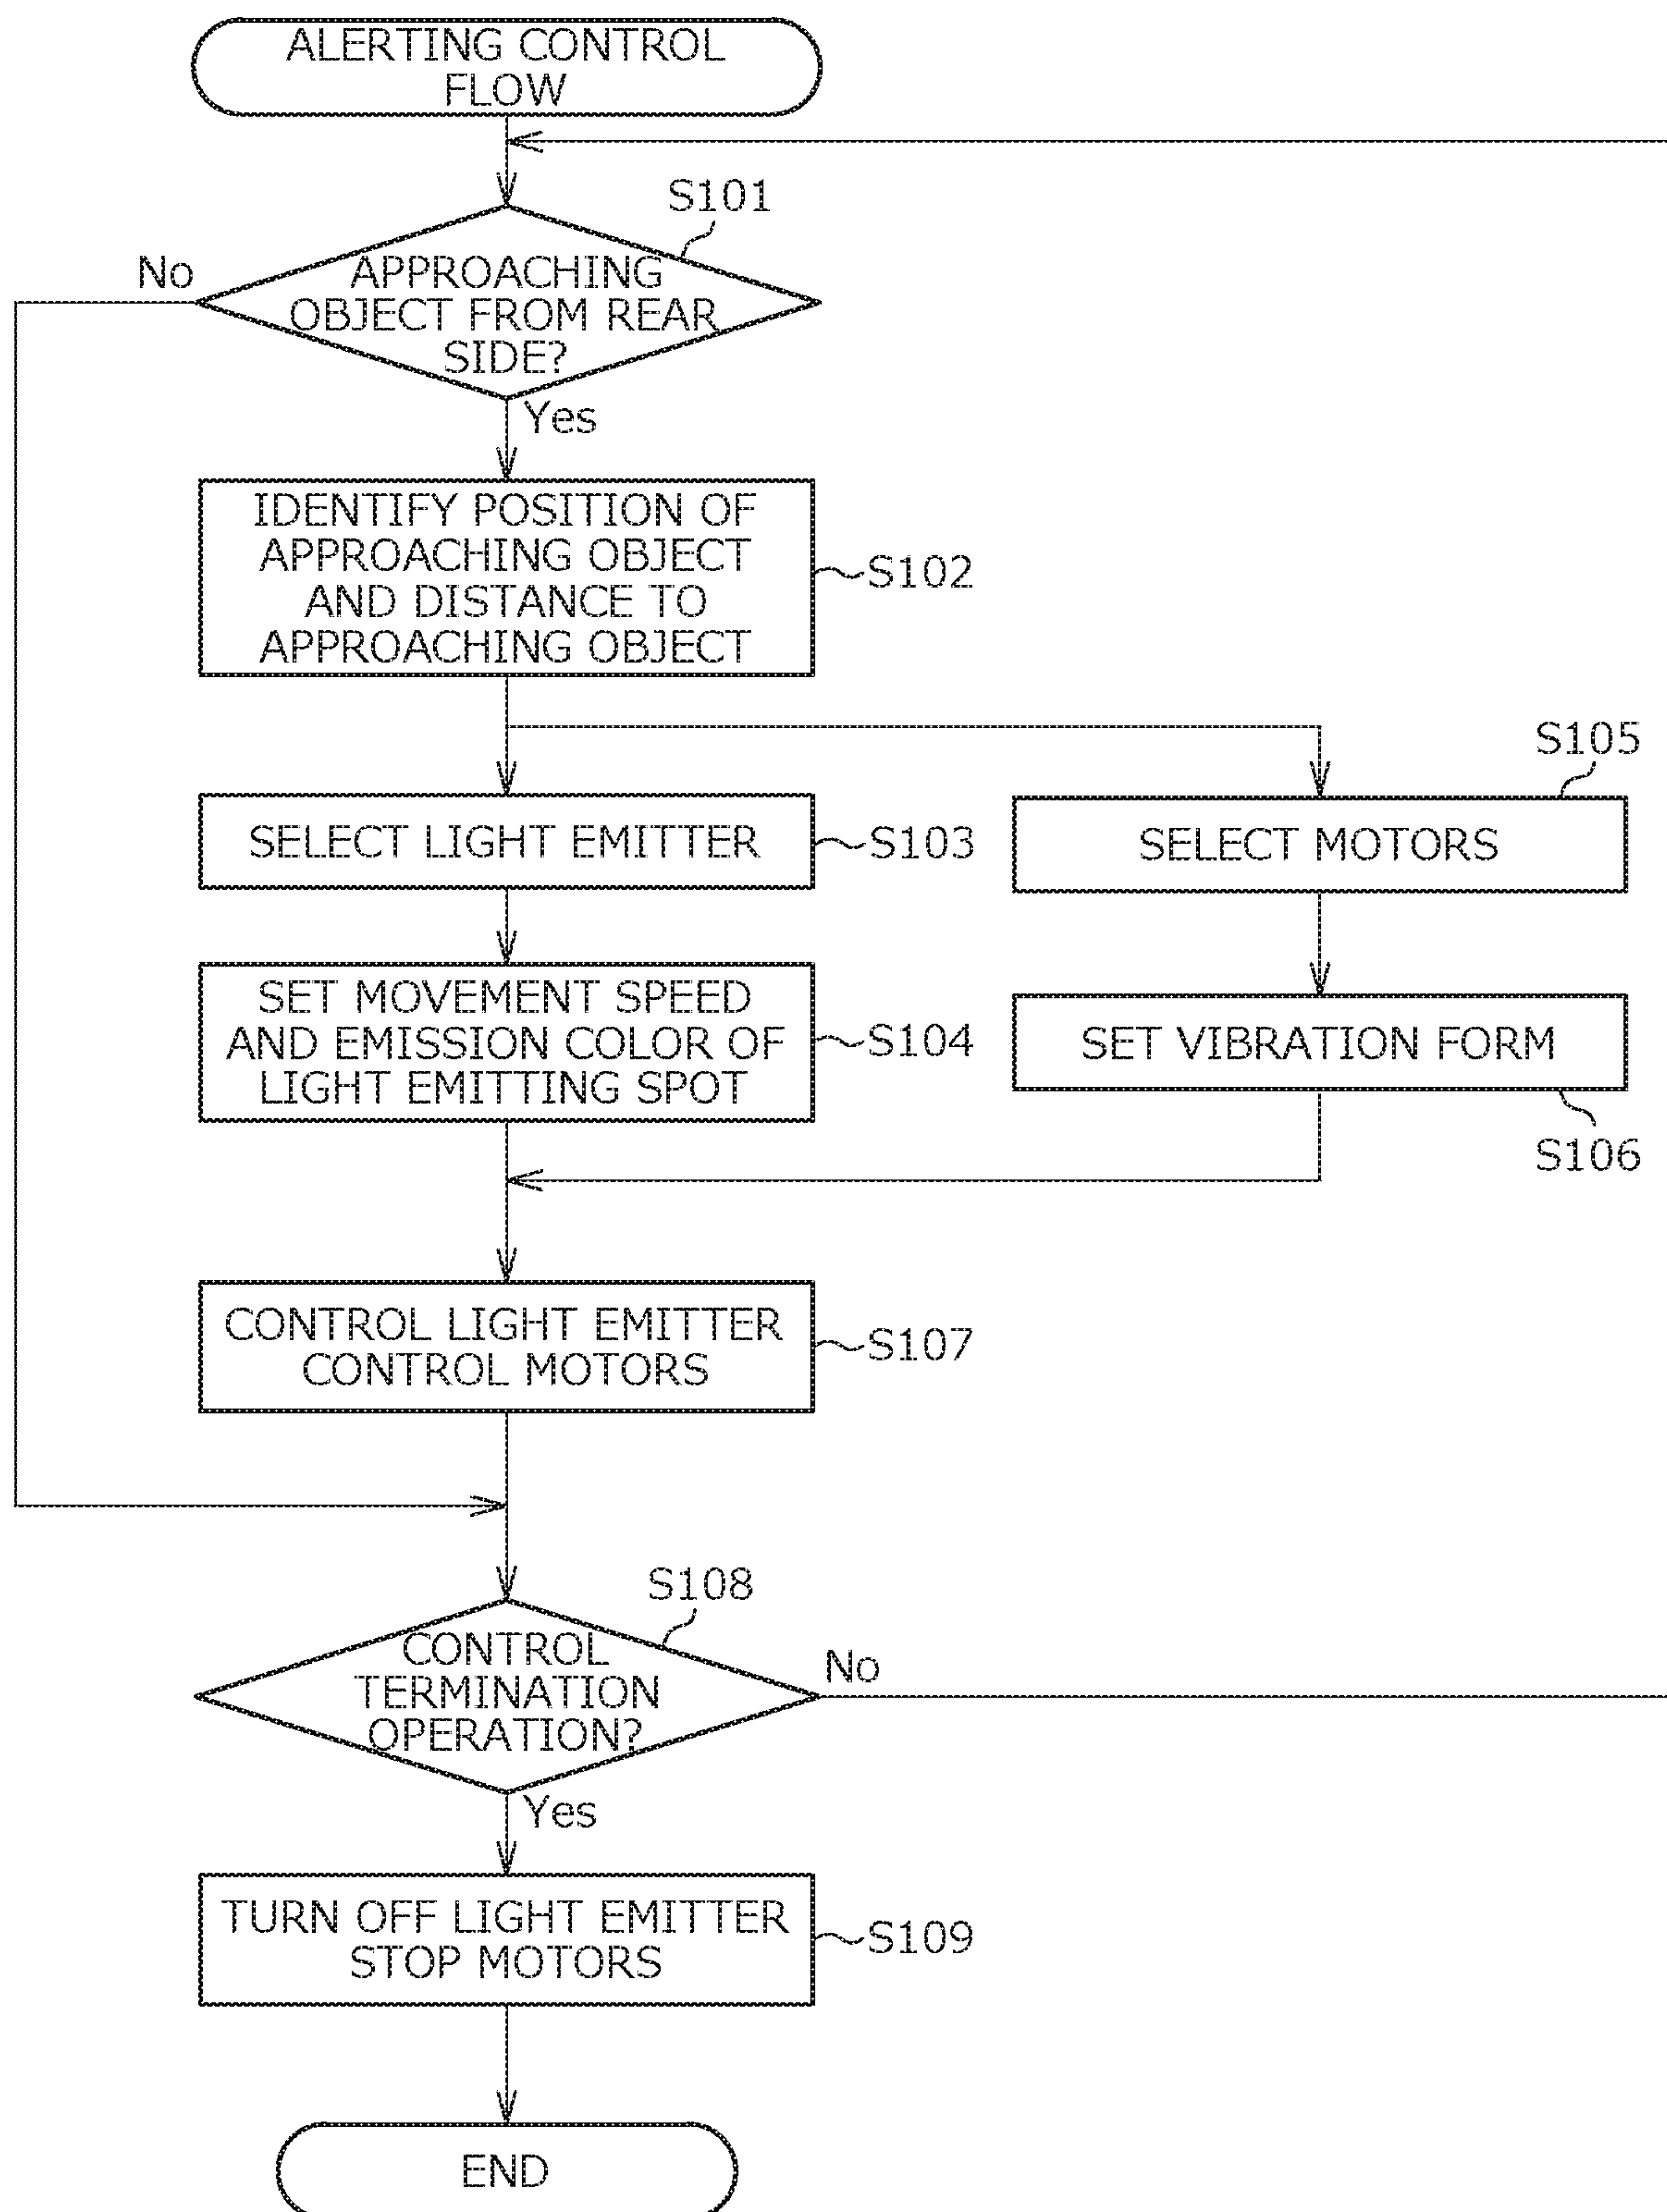 ALERTING CONTROL
FLOW
S101
No
APPROACHING
OBJECT FROM REAR
SIDE?
Yes
IDENTIFY POSITION OF
APPROACHING OBJECT
AND DISTANCE TO
APPROACHING OBJECT
S102
S105
SELECT LIGHT EMITTER
S103
SELECT MOTORS
SET MOVEMENT SPEED
AND EMISSION COLOR OF
LIGHT EMITTING SPOT
S104
SET VIBRATION FORM
S106
CONTROL LIGHT EMITTER
CONTROL MOTORS
S107
S108
CONTROL
TERMINATION
OPERATION?
No
Yes
TURN OFF LIGHT EMITTER
STOP MOTORS
S109
END